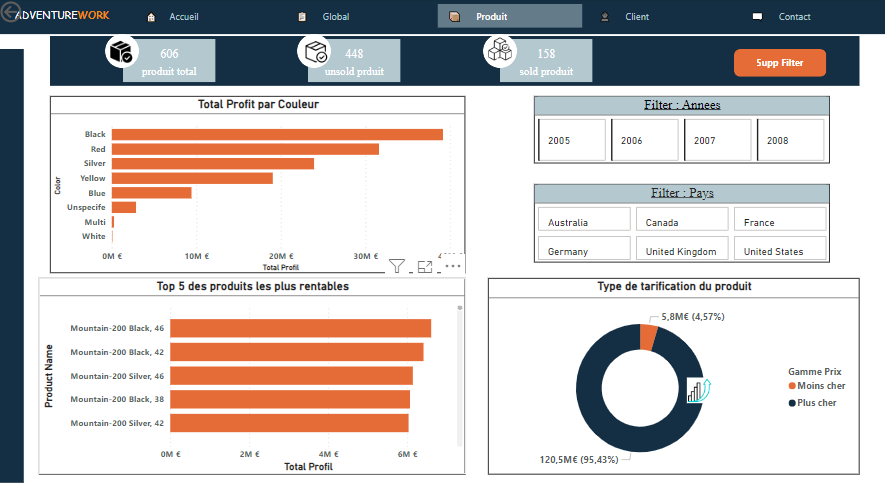 ADVENTUREWORK
Accueil
Global
Produit
Client
Contact
606
produit total
448
unsold prduit
158
sold produit
Supp Filter
Total Profit par Couleur
Color
Black
Red
Silver
Yellow
Blue
Unspecife
Multi
White
0M €
10M €
20M €
30M €
Total Profil
Filter : Annees
2005
2006
2007
2008
Filter : Pays
Australia
Canada
France
Germany
United Kingdom
United States
Top 5 des produits les plus rentables
Product Name
Mountain-200 Black, 46
Mountain-200 Black, 42
Mountain-200 Silver, 46
Mountain-200 Black, 38
Mountain-200 Silver, 42
0M €
2M €
4M €
6M €
Total Profil
Type de tarification du produit
5,8M€ (4,57%)
120,5M€ (95,43%)
Gamme Prix
Moins cher
Plus cher